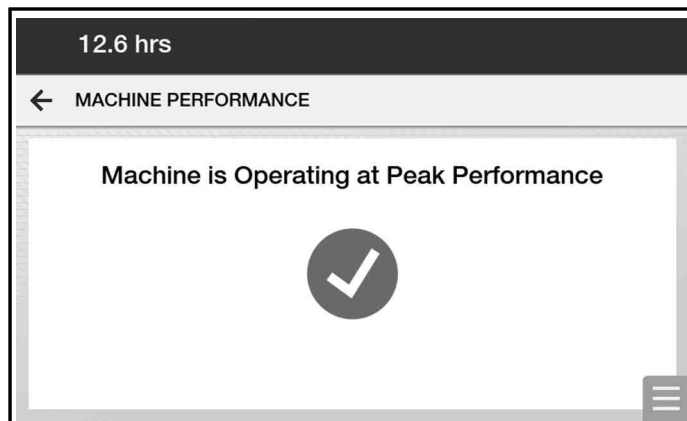 12.6 hrs
MACHINE PERFORMANCE
Machine is Operating at Peak Performance